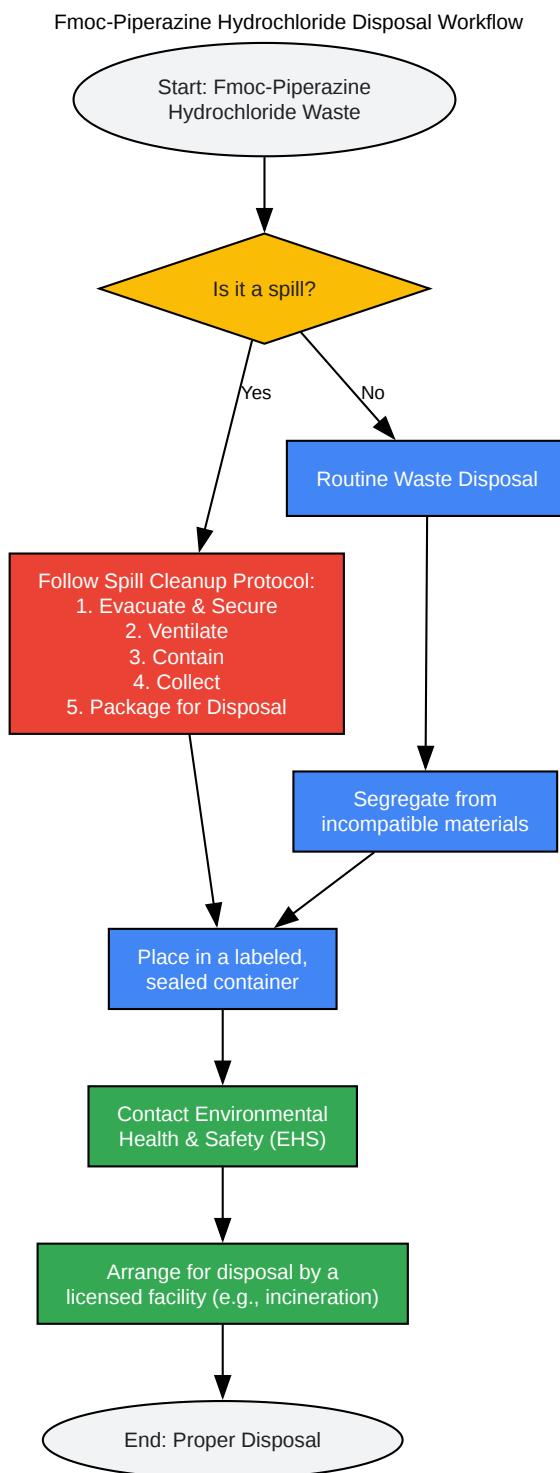 Fmoc-Piperazine Hydrochloride Disposal Workflow
Start: Fmoc-Piperazine
Hydrochloride Waste
Is it a spill?
Yes
No
Routine Waste Disposal
Follow Spill Cleanup Protocol:
1. Evacuate & Secure
2. Ventilate
3. Contain
4. Collect
5. Package for Disposal
Segregate from
incompatible materials
Place in a labeled,
sealed container
Contact Environmental
Health & Safety (EHS)
Arrange for disposal by a
licensed facility (e.g., incineration)
End: Proper Disposal